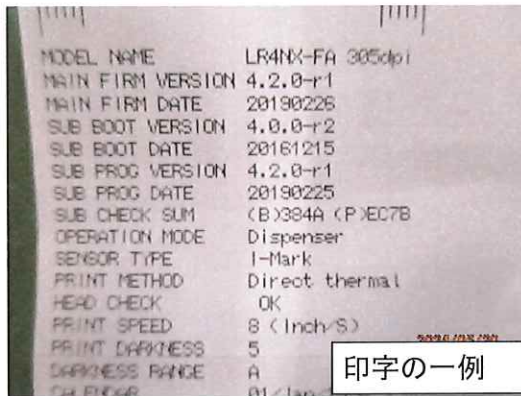 MODEL NAME LR4NX-FA 305dpi
MAIN FIRM VERSION 4.2.0-r1
MAIN FIRM DATE 20190226
SUB BOOT VERSION 4.0.0-r2
SUB BOOT DATE 20161215
SUB PROG VERSION 4.2.0-r1
SUB PROG DATE 20190225
SUB CHECK SUM (B)384A (P)EC7B
OPERATION MODE Dispenser
SENSOR TYPE I-Mark
PRINT METHOD Direct thermal
HEAD CHECK OK
PRINT SPEED 8 (Inch/S)
PRINT DARKNESS 5
DARKNESS RANGE A
CALENDAR
印字の一例